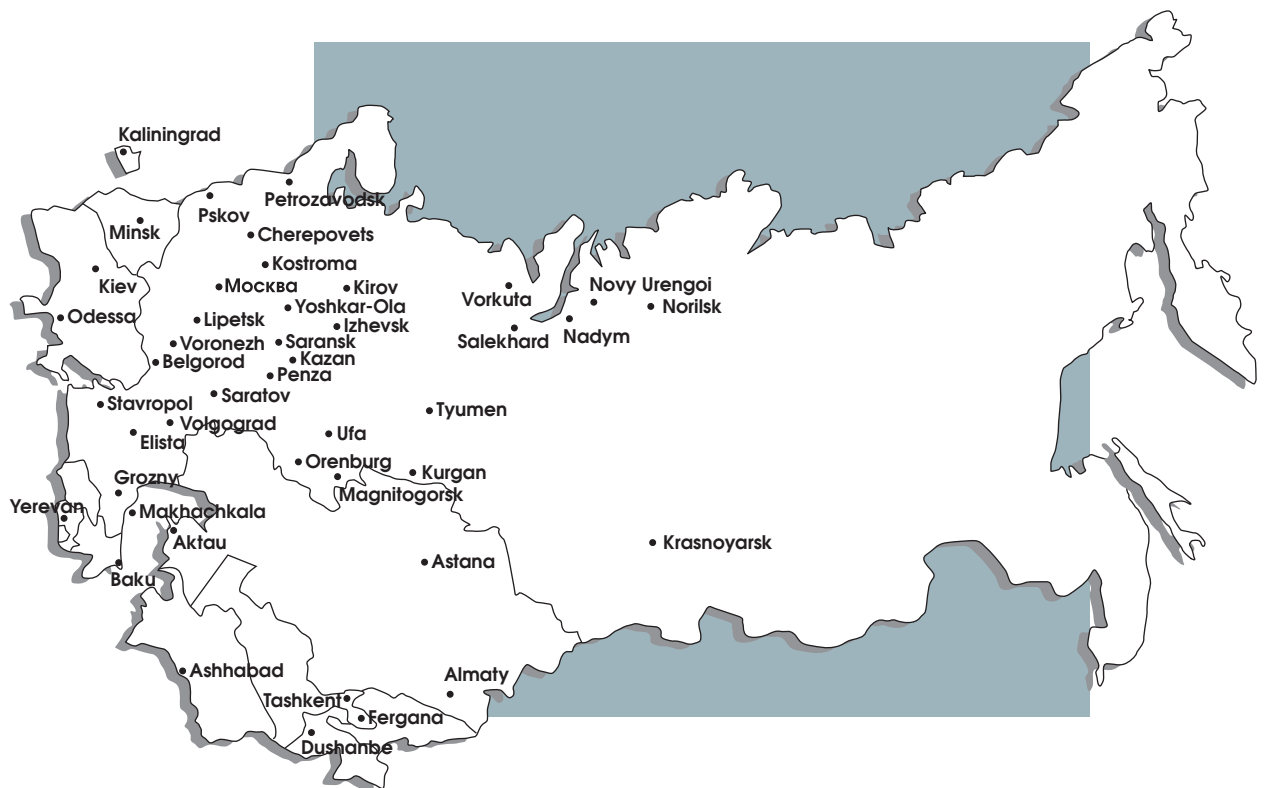 Kaliningrad
Petrozavodsk
Pskov
Minsk
Cherepovets
Kostroma
Kiev
Москва
Kirov
Novy Urengoi
Vorkuta
Yoshkar-Ola
Norilsk
Odessa
Lipetsk
Izhevsk
Nadym
Salekhard
Voronezh
Saransk
Belgorod
Kazan
Penza
Saratov
Stavropol
Tyumen
Volgograd
Elista
Ufa
Orenburg
Kurgan
Grozny
Magnitogorsk
Yerevan
Makhachkala
Aktau
Krasnoyarsk
Astana
Baku
Ashhabad
Almaty
Tashkent
Fergana
Dushanbe